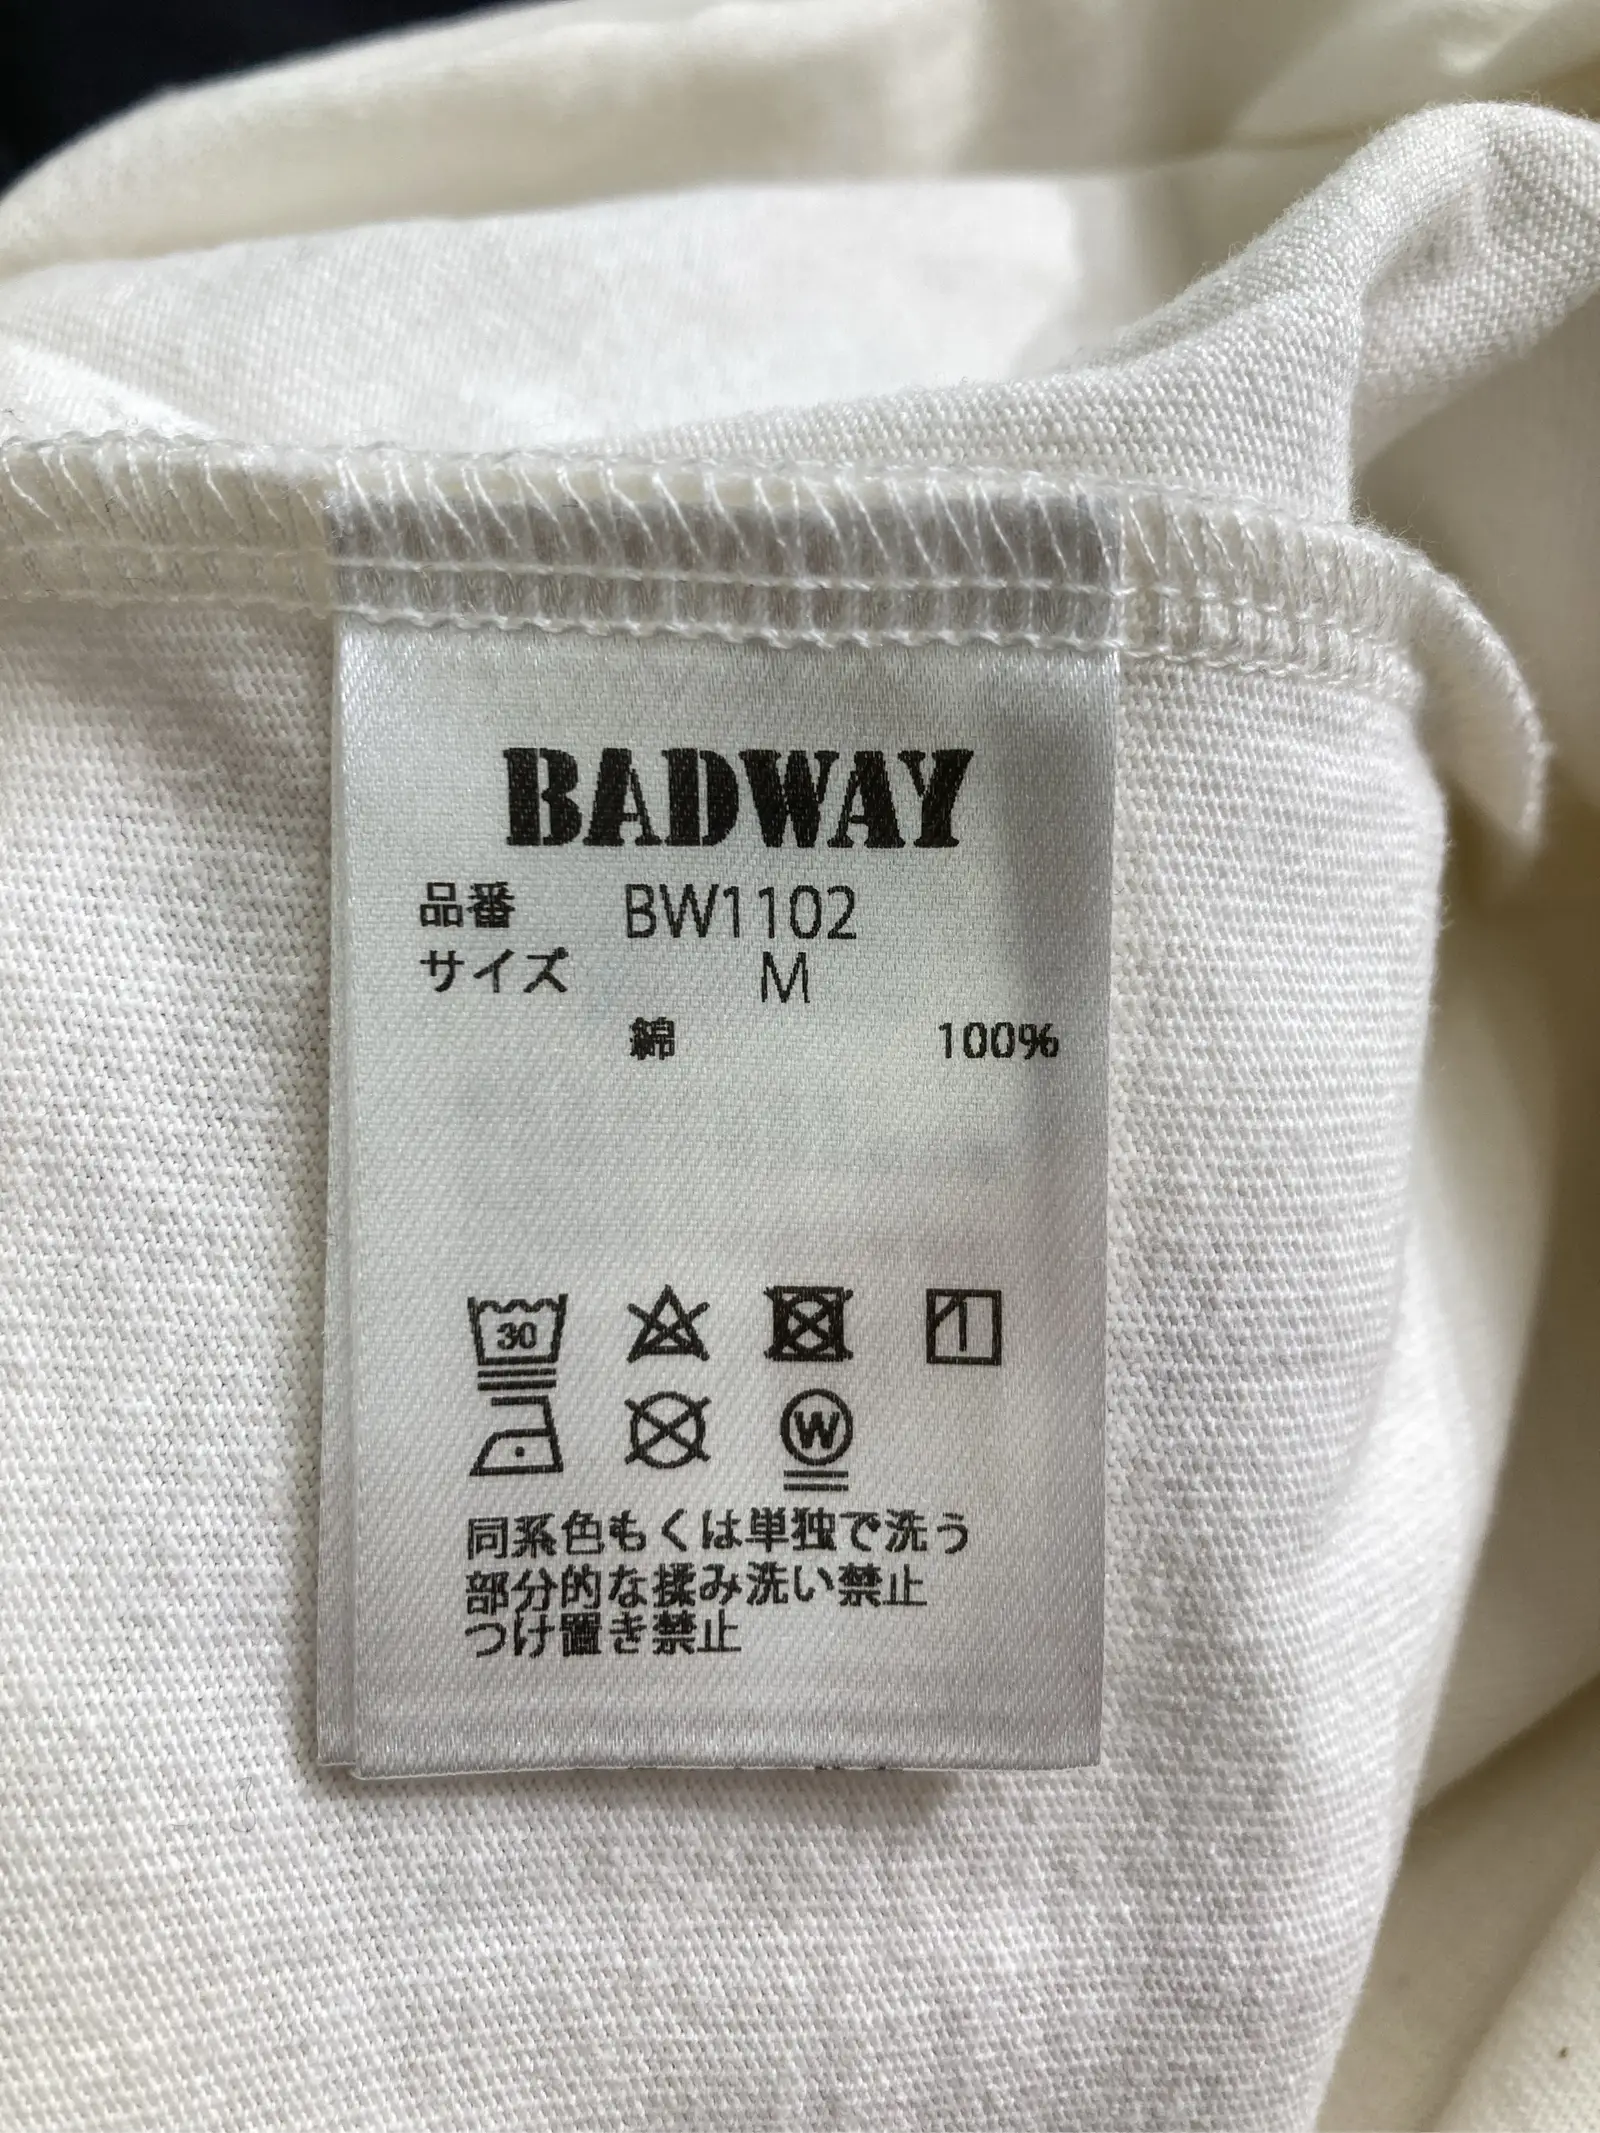 BADWAY
品番 BW1102
サイズ M
綿 100%
30
W
同系色もくは単独で洗う
部分的な揉み洗い禁止
つけ置き禁止